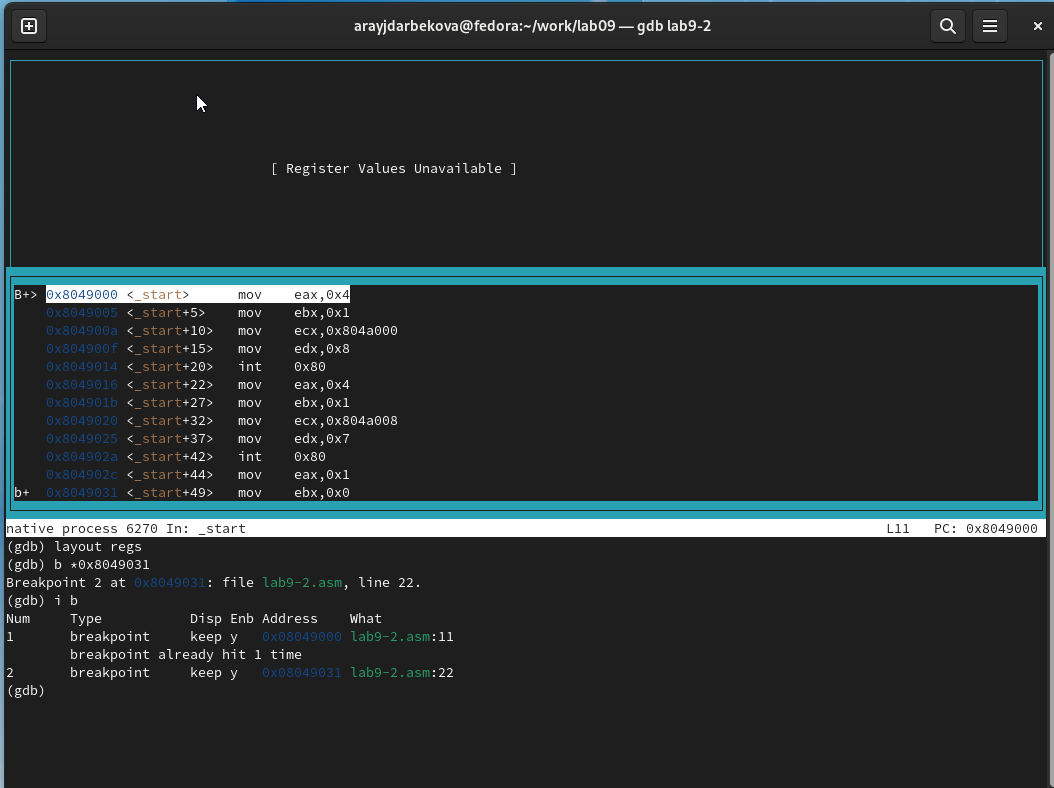 arayjdarbekova@fedora:~/work/lab09 — gdb lab9-2
[ Register Values Unavailable ]
B+> 0x8049000 <_start>      mov    eax,0x4
    0x8049005 <_start+5>    mov    ebx,0x1
    0x804900a <_start+10>   mov    ecx,0x804a000
    0x804900f <_start+15>   mov    edx,0x8
    0x8049014 <_start+20>   int    0x80
    0x8049016 <_start+22>   mov    eax,0x4
    0x804901b <_start+27>   mov    ebx,0x1
    0x8049020 <_start+32>   mov    ecx,0x804a008
    0x8049025 <_start+37>   mov    edx,0x7
    0x804902a <_start+42>   int    0x80
    0x804902c <_start+44>   mov    eax,0x1
b+  0x8049031 <_start+49>   mov    ebx,0x0
native process 6270 In: _start L11   PC: 0x8049000
(gdb) layout regs
(gdb) b *0x8049031
Breakpoint 2 at 0x8049031: file lab9-2.asm, line 22.
(gdb) i b
Num     Type           Disp Enb Address    What
1       breakpoint     keep y   0x08049000 lab9-2.asm:11
        breakpoint already hit 1 time
2       breakpoint     keep y   0x08049031 lab9-2.asm:22
(gdb)